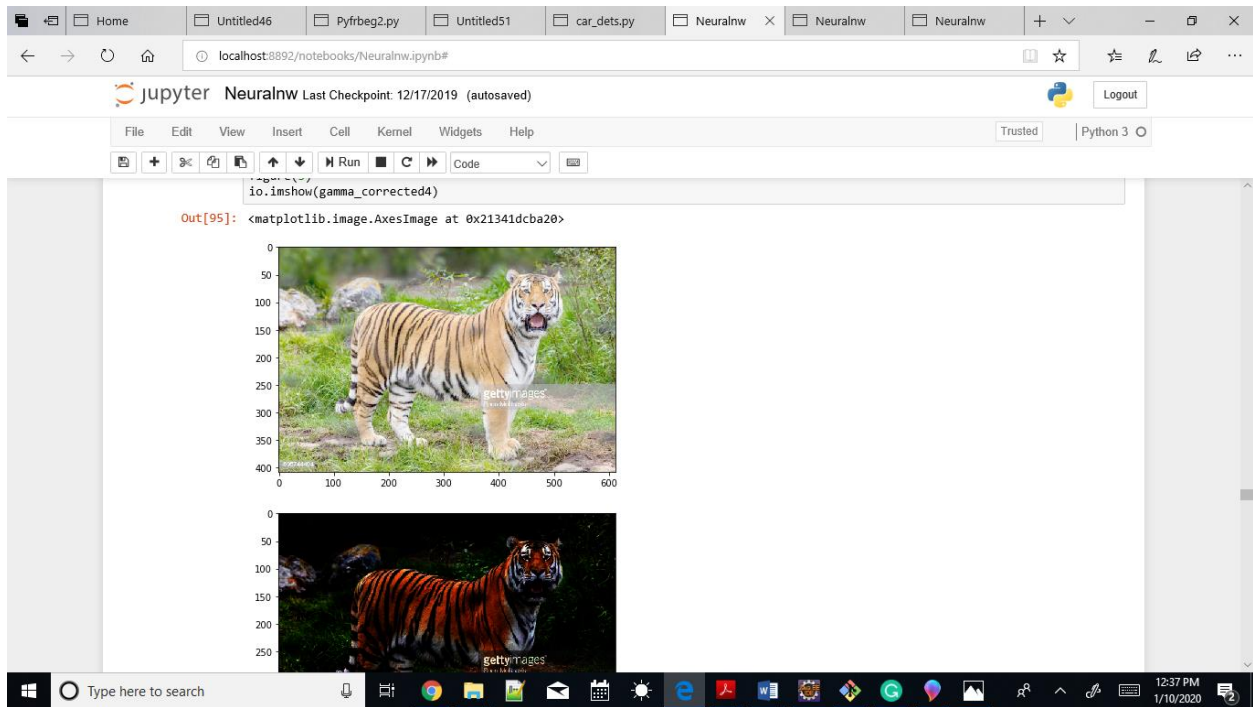 Home
Untitled46
Pyfrbeg2.py
Untitled51
car_dets.py
Neuralnw
Neuralnw
Neuralnw
localhost:8892/notebooks/Neuralnw.ipynb#
jupyter Neuralnw Last Checkpoint: 12/17/2019 (autosaved)
Logout
File Edit View Insert Cell Kernel Widgets Help
Trusted
Python 3
Run
Code
io.imshow(gamma_corrected4)
Out[95]: <matplotlib.image.AxesImage at 0x21341dcba20>
0
50
100
150
200
250
300
350
400
0 100 200 300 400 500 600
gettyimages®
0
50
100
150
200
250
gettyimages®
Type here to search
12:37 PM
1/10/2020
2